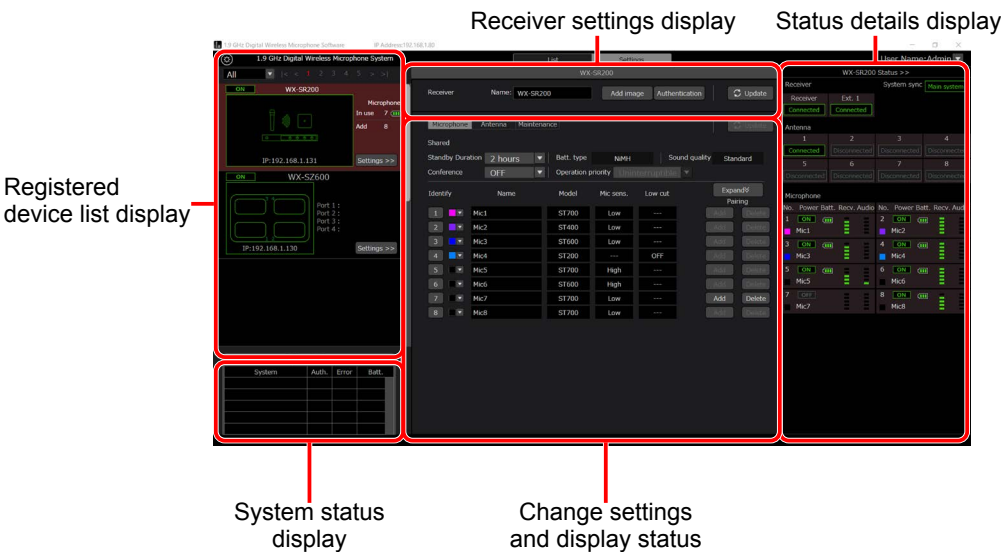 Receiver settings display
Status details display
1.9 GHz Digital Wireless Microphone Software IP Address:192.168.1.80
1.9 GHz Digital Wireless Microphone System
List
Settings
User Name:Admin
All
|< < 1 2 3 4 5 > >|
ON WX-SR200
Microphone
In use 7
Add 8
IP:192.168.1.131
Settings >>
WX-SZ600
Port 1 :
Port 2 :
Port 3 :
Port 4 :
IP:192.168.1.130
Settings >>
Registered
device list display
System Auth. Error Batt.
System status
display
WX-SR200
Receiver Name: WX-SR200 Add image Authentication Update
Microphone Antenna Maintenance Update
Shared
Standby Duration 2 hours Batt. type NiMH Sound quality Standard
Conference OFF Operation priority Uninterruptible
Identify Name Model Mic sens. Low cut Expand
Pairing
1 Mic1 ST700 Low --- Add Delete
2 Mic2 ST400 Low --- Add Delete
3 Mic3 ST600 Low --- Add Delete
4 Mic4 ST200 --- OFF Add Delete
5 Mic5 ST700 High --- Add Delete
6 Mic6 ST600 High --- Add Delete
7 Mic7 ST700 Low --- Add Delete
8 Mic8 ST700 Low --- Add Delete
Change settings
and display status
WX-SR200 Status >>
Receiver System sync Main system
Receiver Ext. 1
Connected Connected
Antenna
1 2 3 4
Connected Disconnected Disconnected Disconnected
5 6 7 8
Disconnected Disconnected Disconnected Disconnected
Microphone
No. Power Batt. Recv. Audio No. Power Batt. Recv. Aud
1 ON 2 ON
Mic1 Mic2
3 ON 4 ON
Mic3 Mic4
5 ON 6 ON
Mic5 Mic6
7 OFF 8 ON
Mic7 Mic8